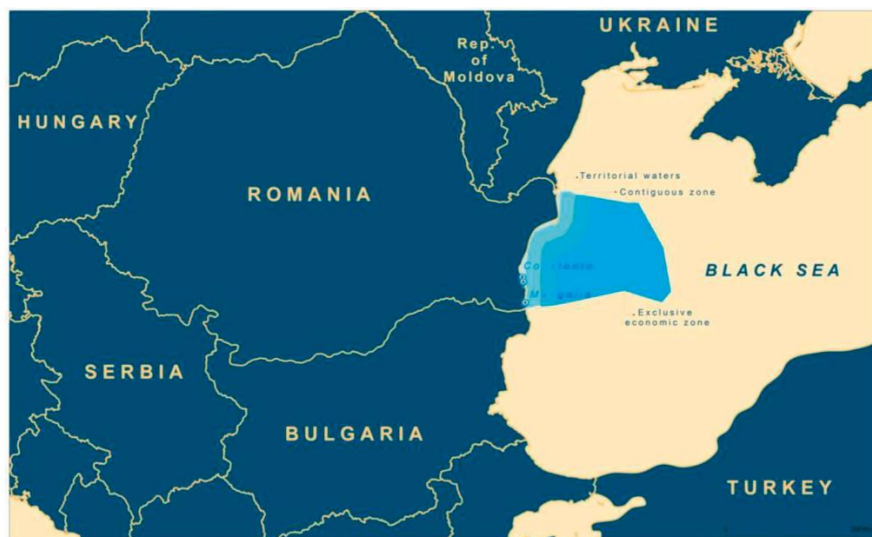 UKRAINE
Rep.
of
Moldova
HUNGARY
Territorial waters
Contiguous zone
ROMANIA
BLACK SEA
Exclusive
economic zone
SERBIA
BULGARIA
TURKEY